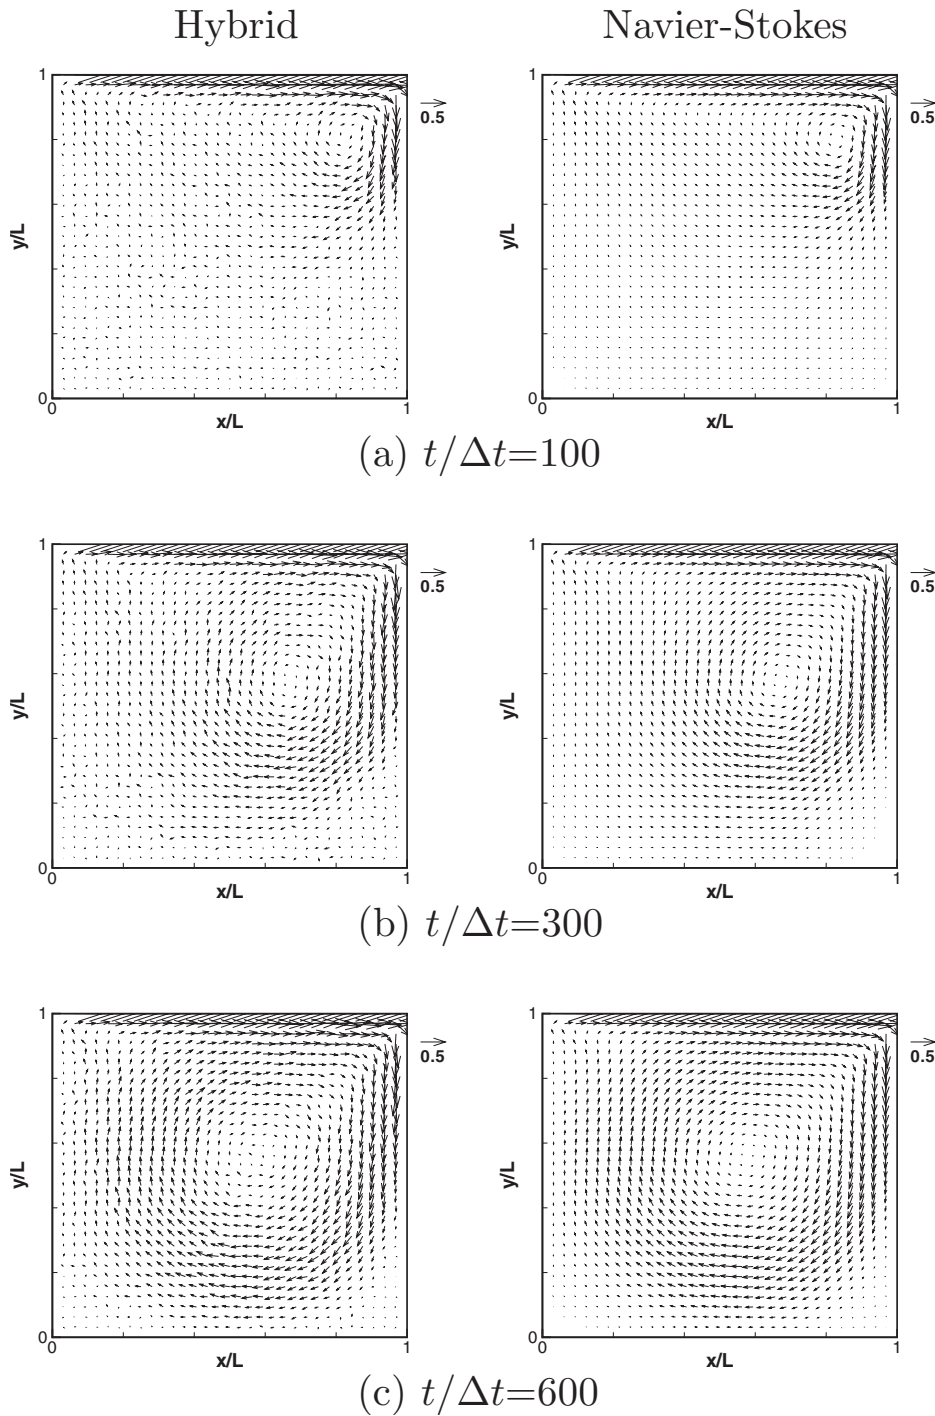 Hybrid Navier-Stokes
1 1
0.5 0.5
y/L y/L
0 0
0 1 0 1
x/L x/L
(a) t/Δt=100
1 1
0.5 0.5
y/L y/L
0 0
0 1 0 1
x/L x/L
(b) t/Δt=300
1 1
0.5 0.5
y/L y/L
0 0
0 1 0 1
x/L x/L
(c) t/Δt=600